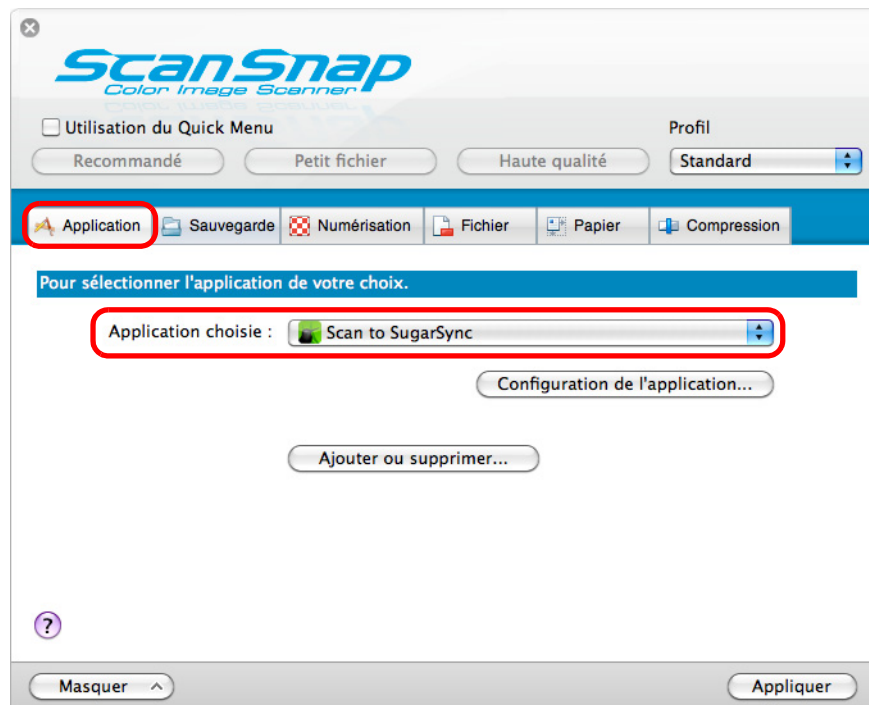 ScanSnap
Color Image Scanner
Utilisation du Quick Menu
Profil
Recommandé
Petit fichier
Haute qualité
Standard
Application
Sauvegarde
Numérisation
Fichier
Papier
Compression
Pour sélectionner l'application de votre choix.
Application choisie :
Scan to SugarSync
Configuration de l'application...
Ajouter ou supprimer...
?
Masquer
Appliquer